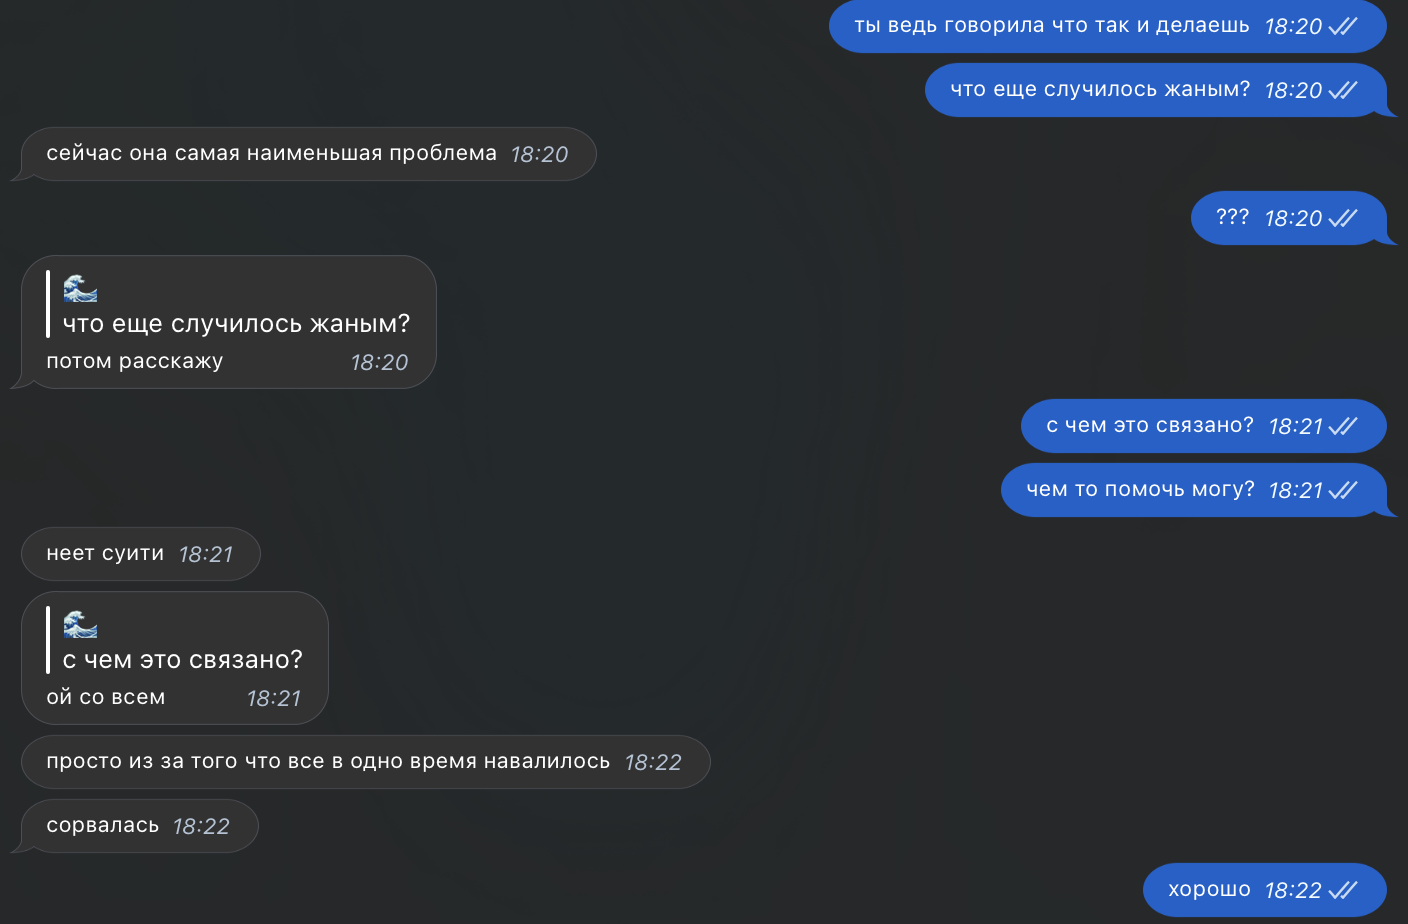 ты ведь говорила что так и делаешь 18:20
что еще случилось жаным? 18:20
сейчас она самая наименьшая проблема 18:20
??? 18:20
🌊
что еще случилось жаным?
потом расскажу 18:20
с чем это связано? 18:21
чем то помочь могу? 18:21
неет суити 18:21
🌊
с чем это связано?
ой со всем 18:21
просто из за того что все в одно время навалилось 18:22
сорвалась 18:22
хорошо 18:22